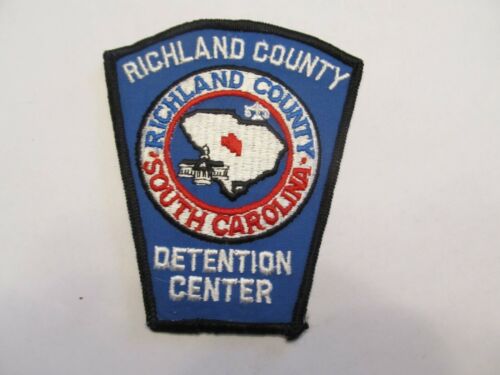 RICHLAND COUNTY
RICHLAND COUNTY
SOUTH CAROLINA
DETENTION
CENTER